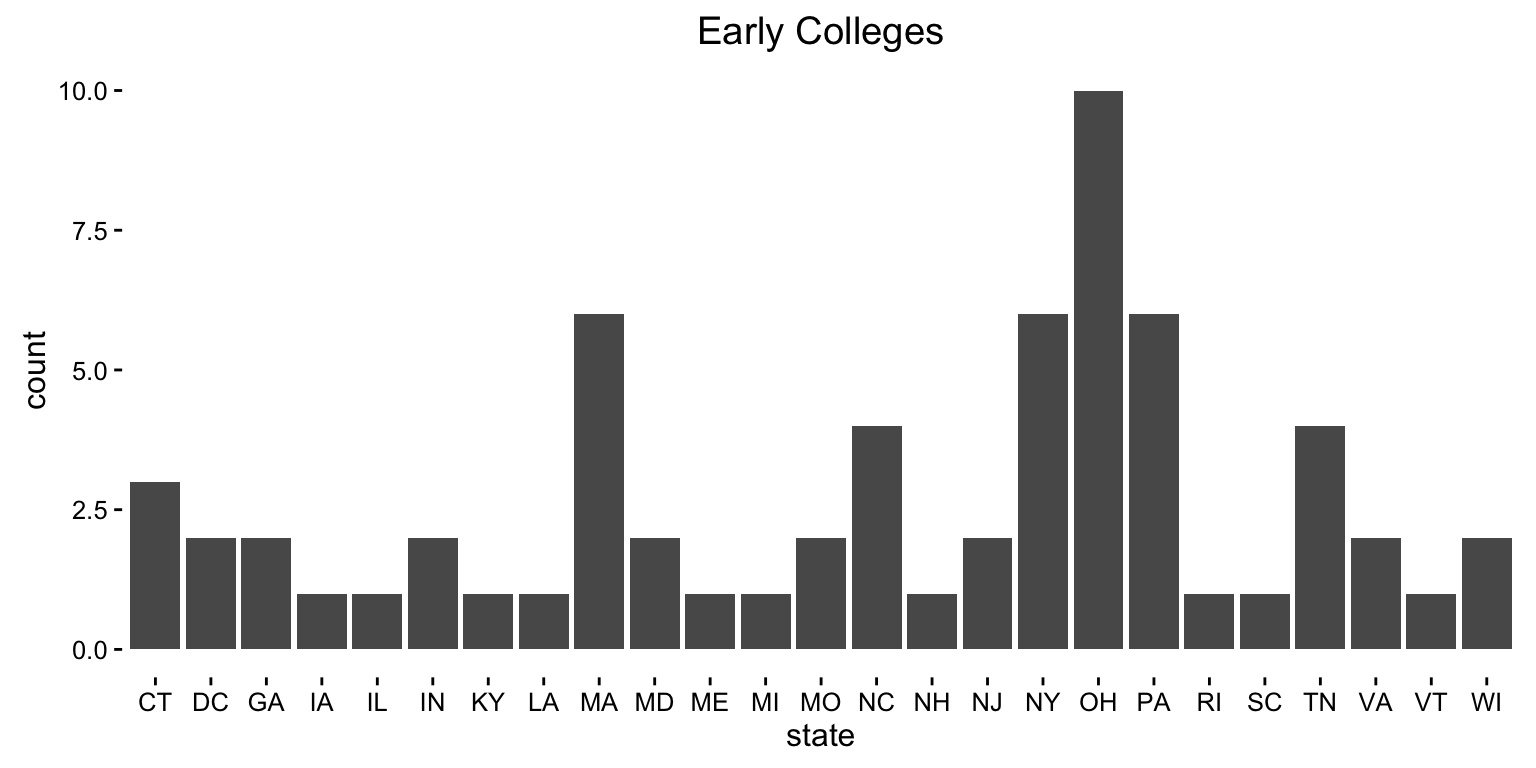 Early Colleges
10.0
7.5
5.0
2.5
0.0
count
CT DC GA IA IL IN KY LA MA MD ME MI MO NC NH NJ NY OH PA RI SC TN VA VT WI
state